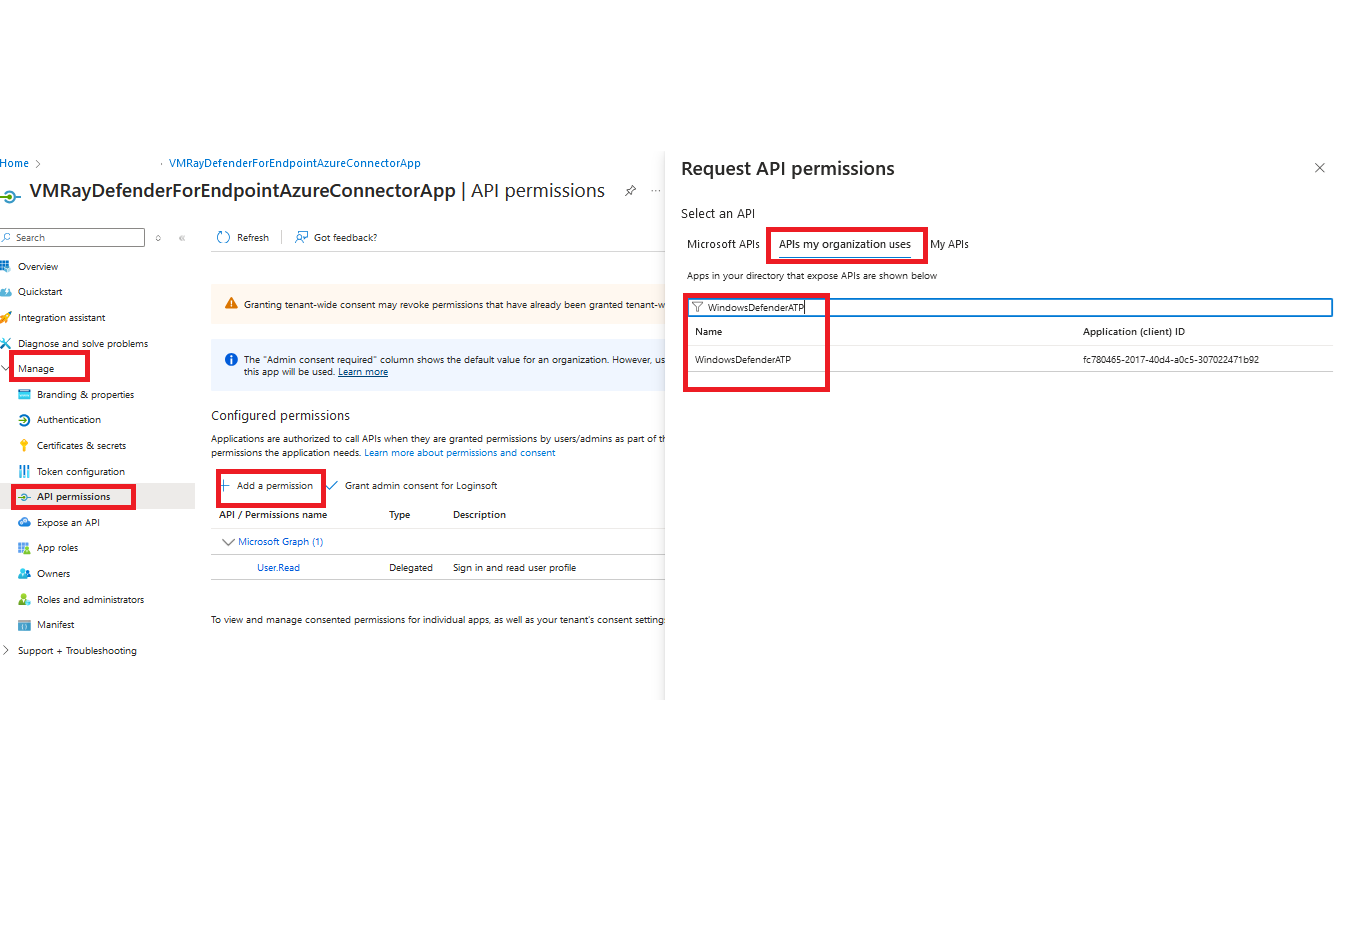 Home
VMRayDefenderForEndpointAzureConnectorApp
VMRayDefenderForEndpointAzureConnectorApp | API permissions
...
Search
Overview
Quickstart
Integration assistant
Diagnose and solve problems
Manage
Branding & properties
Authentication
Certificates & secrets
Token configuration
API permissions
Expose an API
App roles
Owners
Roles and administrators
Manifest
Support + Troubleshooting
Refresh
Got feedback?
Granting tenant-wide consent may revoke permissions that have already been granted tenant-w
The "Admin consent required" column shows the default value for an organization. However, us
this app will be used. Learn more
Configured permissions
Applications are authorized to call APIs when they are granted permissions by users/admins as part of th
permissions the application needs. Learn more about permissions and consent
Add a permission
Grant admin consent for Loginsoft
API / Permissions name Type Description
Microsoft Graph (1)
User.Read Delegated Sign in and read user profile
To view and manage consented permissions for individual apps, as well as your tenant's consent settings
Request API permissions
Select an API
Microsoft APIs APIs my organization uses My APIs
Apps in your directory that expose APIs are shown below
WindowsDefenderATP
Name Application (client) ID
WindowsDefenderATP fc780465-2017-40d4-a0c5-307022471b92